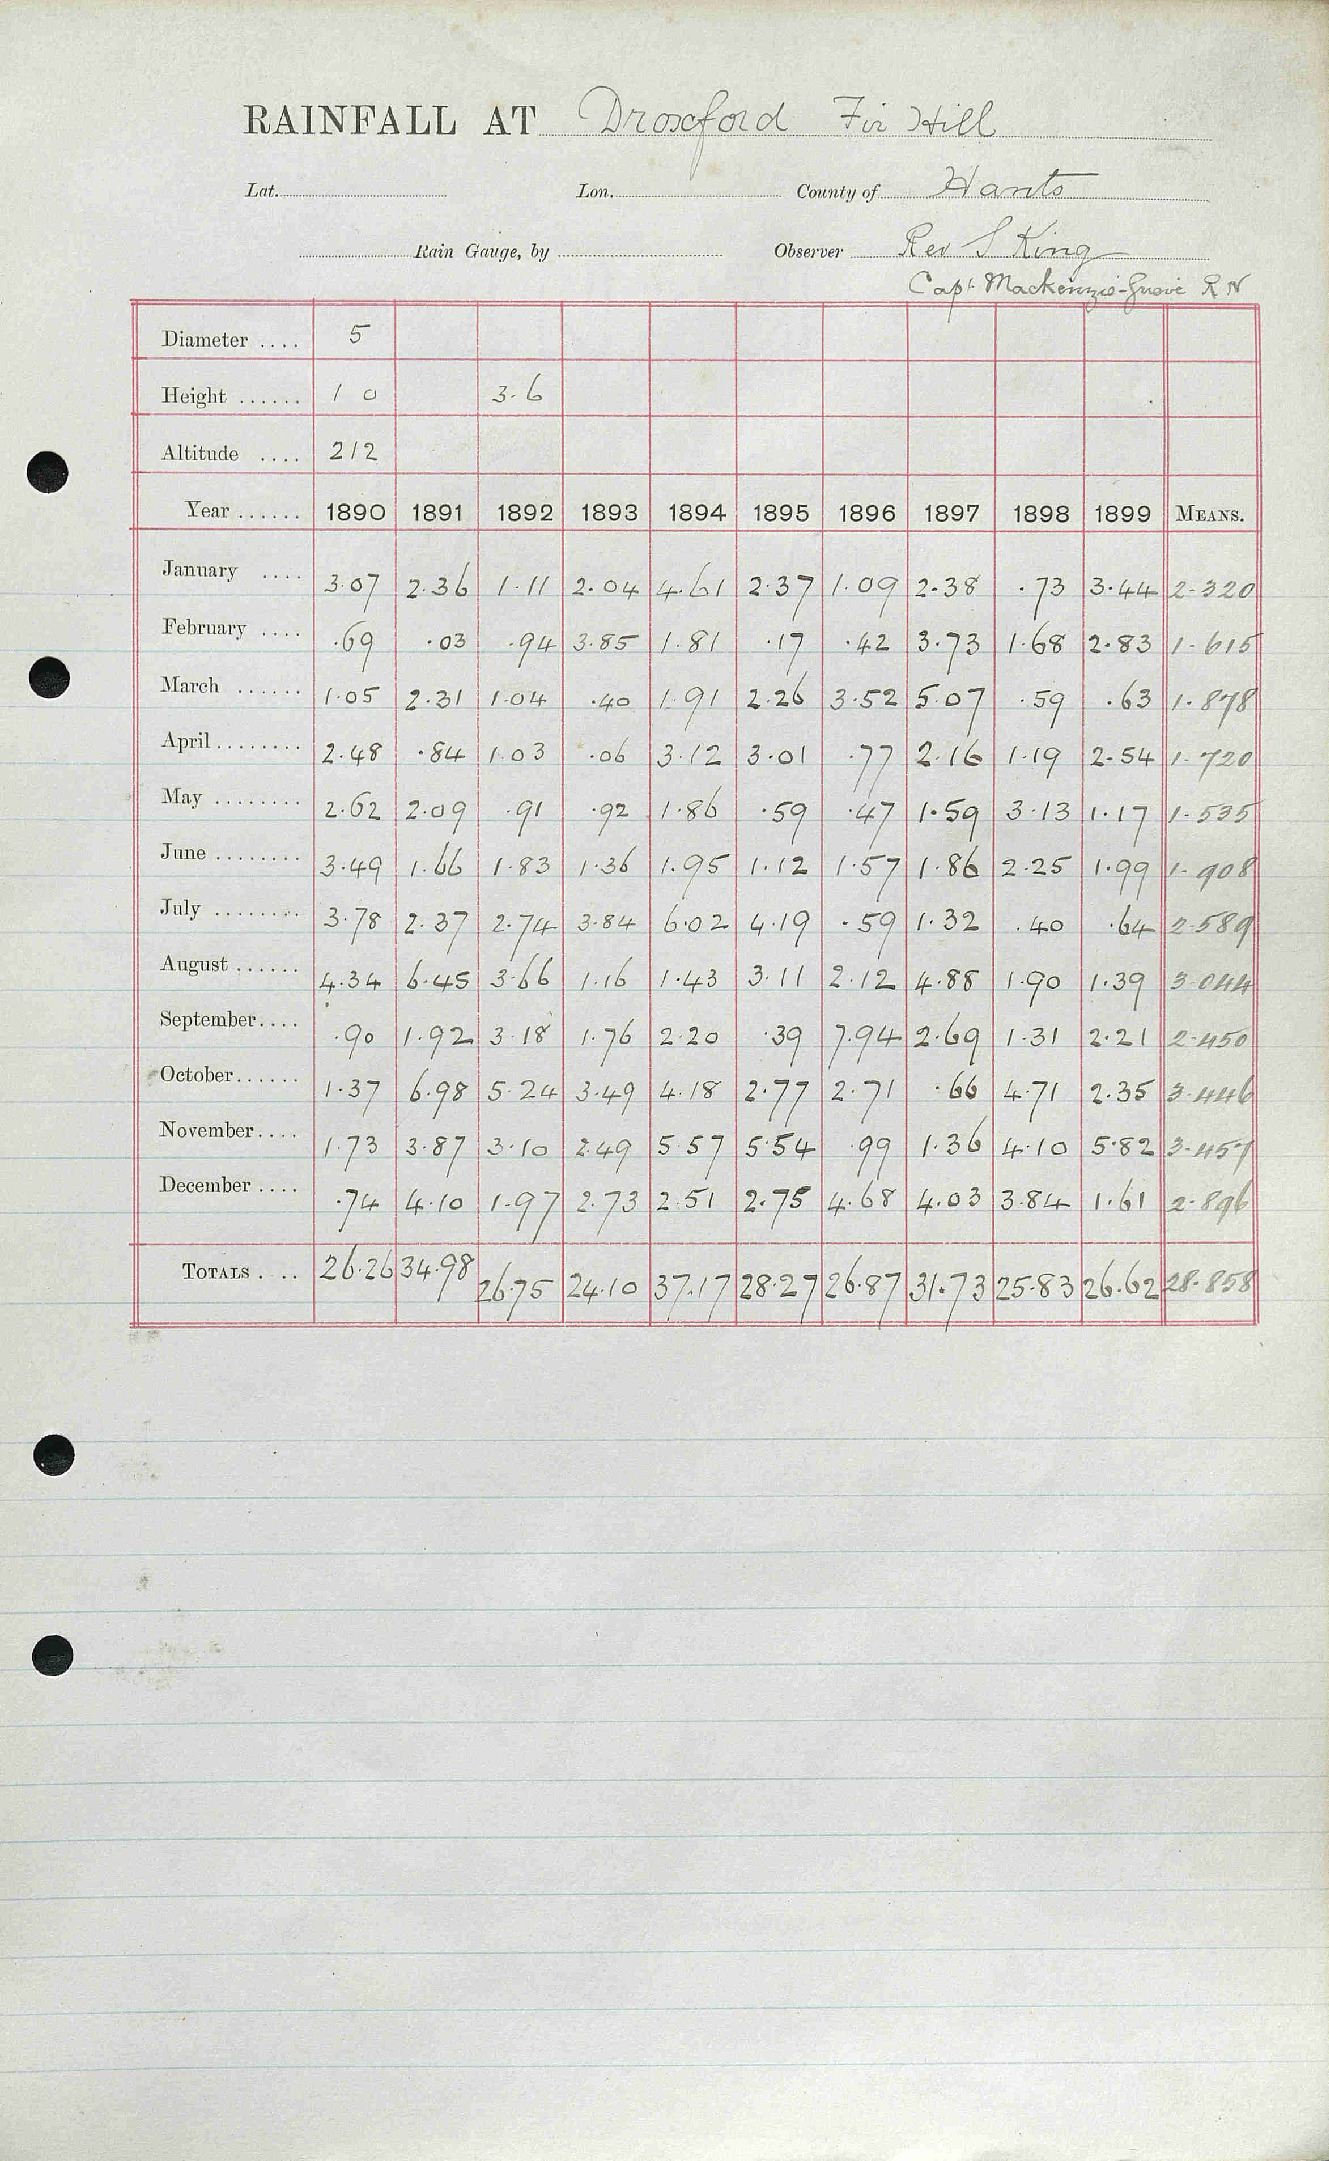 RAINFALL AT Droxford Fir Hill
Lat. Lon. County of Hants
Rain Gauge, by Observer Rev S King
Capt Mackenzie-Grove R N
Diameter .... 5
Height ...... 1 0 3.6
Altitude .... 212
Year ...... 1890 1891 1892 1893 1894 1895 1896 1897 1898 1899 MEANS.
January .... 3.07 2.36 1.11 2.04 4.61 2.37 1.09 2.38 .73 3.44 2.320
February .... .69 .03 .94 3.85 1.81 .17 .42 3.73 1.68 2.83 1.615
March ...... 1.05 2.31 1.04 .40 1.91 2.26 3.52 5.07 .59 .63 1.878
April ........ 2.48 .84 1.03 .06 3.12 3.01 .77 2.16 1.19 2.54 1.720
May ........ 2.62 2.09 .91 .92 1.86 .59 .47 1.59 3.13 1.17 1.535
June ........ 3.49 1.66 1.83 1.36 1.95 1.12 1.57 1.86 2.25 1.99 1.908
July ........ 3.78 2.37 2.74 3.84 6.02 4.19 .59 1.32 .40 .64 2.589
August ...... 4.34 6.45 3.66 1.16 1.43 3.11 2.12 4.88 1.90 1.39 3.044
September .... .90 1.92 3.18 1.76 2.20 .39 7.94 2.69 1.31 2.21 2.450
October ...... 1.37 6.98 5.24 3.49 4.18 2.77 2.71 .66 4.71 2.35 3.446
November .... 1.73 3.87 3.10 2.49 5.57 5.54 .99 1.36 4.10 5.82 3.457
December .... .74 4.10 1.97 2.73 2.51 2.75 4.68 4.03 3.84 1.61 2.896
TOTALS . .. 26.26 34.98 26.75 24.10 37.17 28.27 26.87 31.73 25.83 26.62 28.858